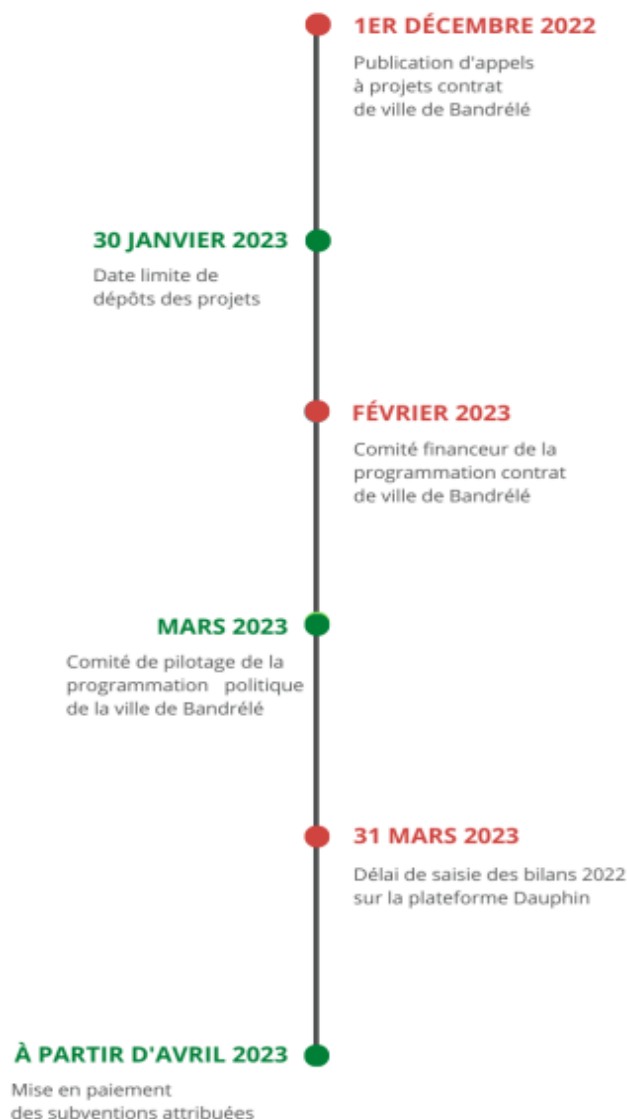 1ER DÉCEMBRE 2022
Publication d'appels
à projets contrat
de ville de Bandrélé
30 JANVIER 2023
Date limite de
dépôts des projets
FÉVRIER 2023
Comité financeur de la
programmation contrat
de ville de Bandrélé
MARS 2023
Comité de pilotage de la
programmation politique
de la ville de Bandrélé
31 MARS 2023
Délai de saisie des bilans 2022
sur la plateforme Dauphin
À PARTIR D'AVRIL 2023
Mise en paiement
des subventions attribuées